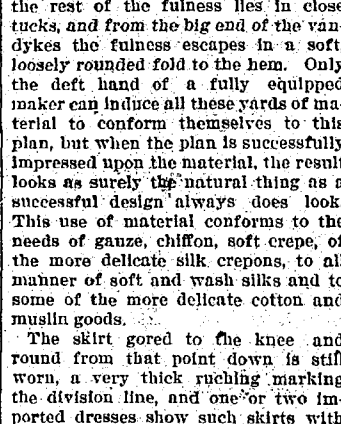 the rest of the fulness lies in close
tucks, and from the big end of the van-
dykes the fulness escapes in a soft
loosely rounded fold to the hem. Only
the deft hand of a fully equipped
maker can induce all these yards of ma-
terial to conform themselves to this
plan, but when the plan is successfully
impressed upon the material, the result
looks as surely the natural thing as a
successful design always does look
This use of material conforms to the
needs of gauze, chiffon, soft crepe, of
the more delicate silk crepons, to all
manner of soft and wash silks and to
some of the more delicate cotton and
muslin goods.
The skirt gored to the knee and
round from that point down is still
worn, a very thick ruching marking
the division line, and one or two im-
ported dresses show such skirts with